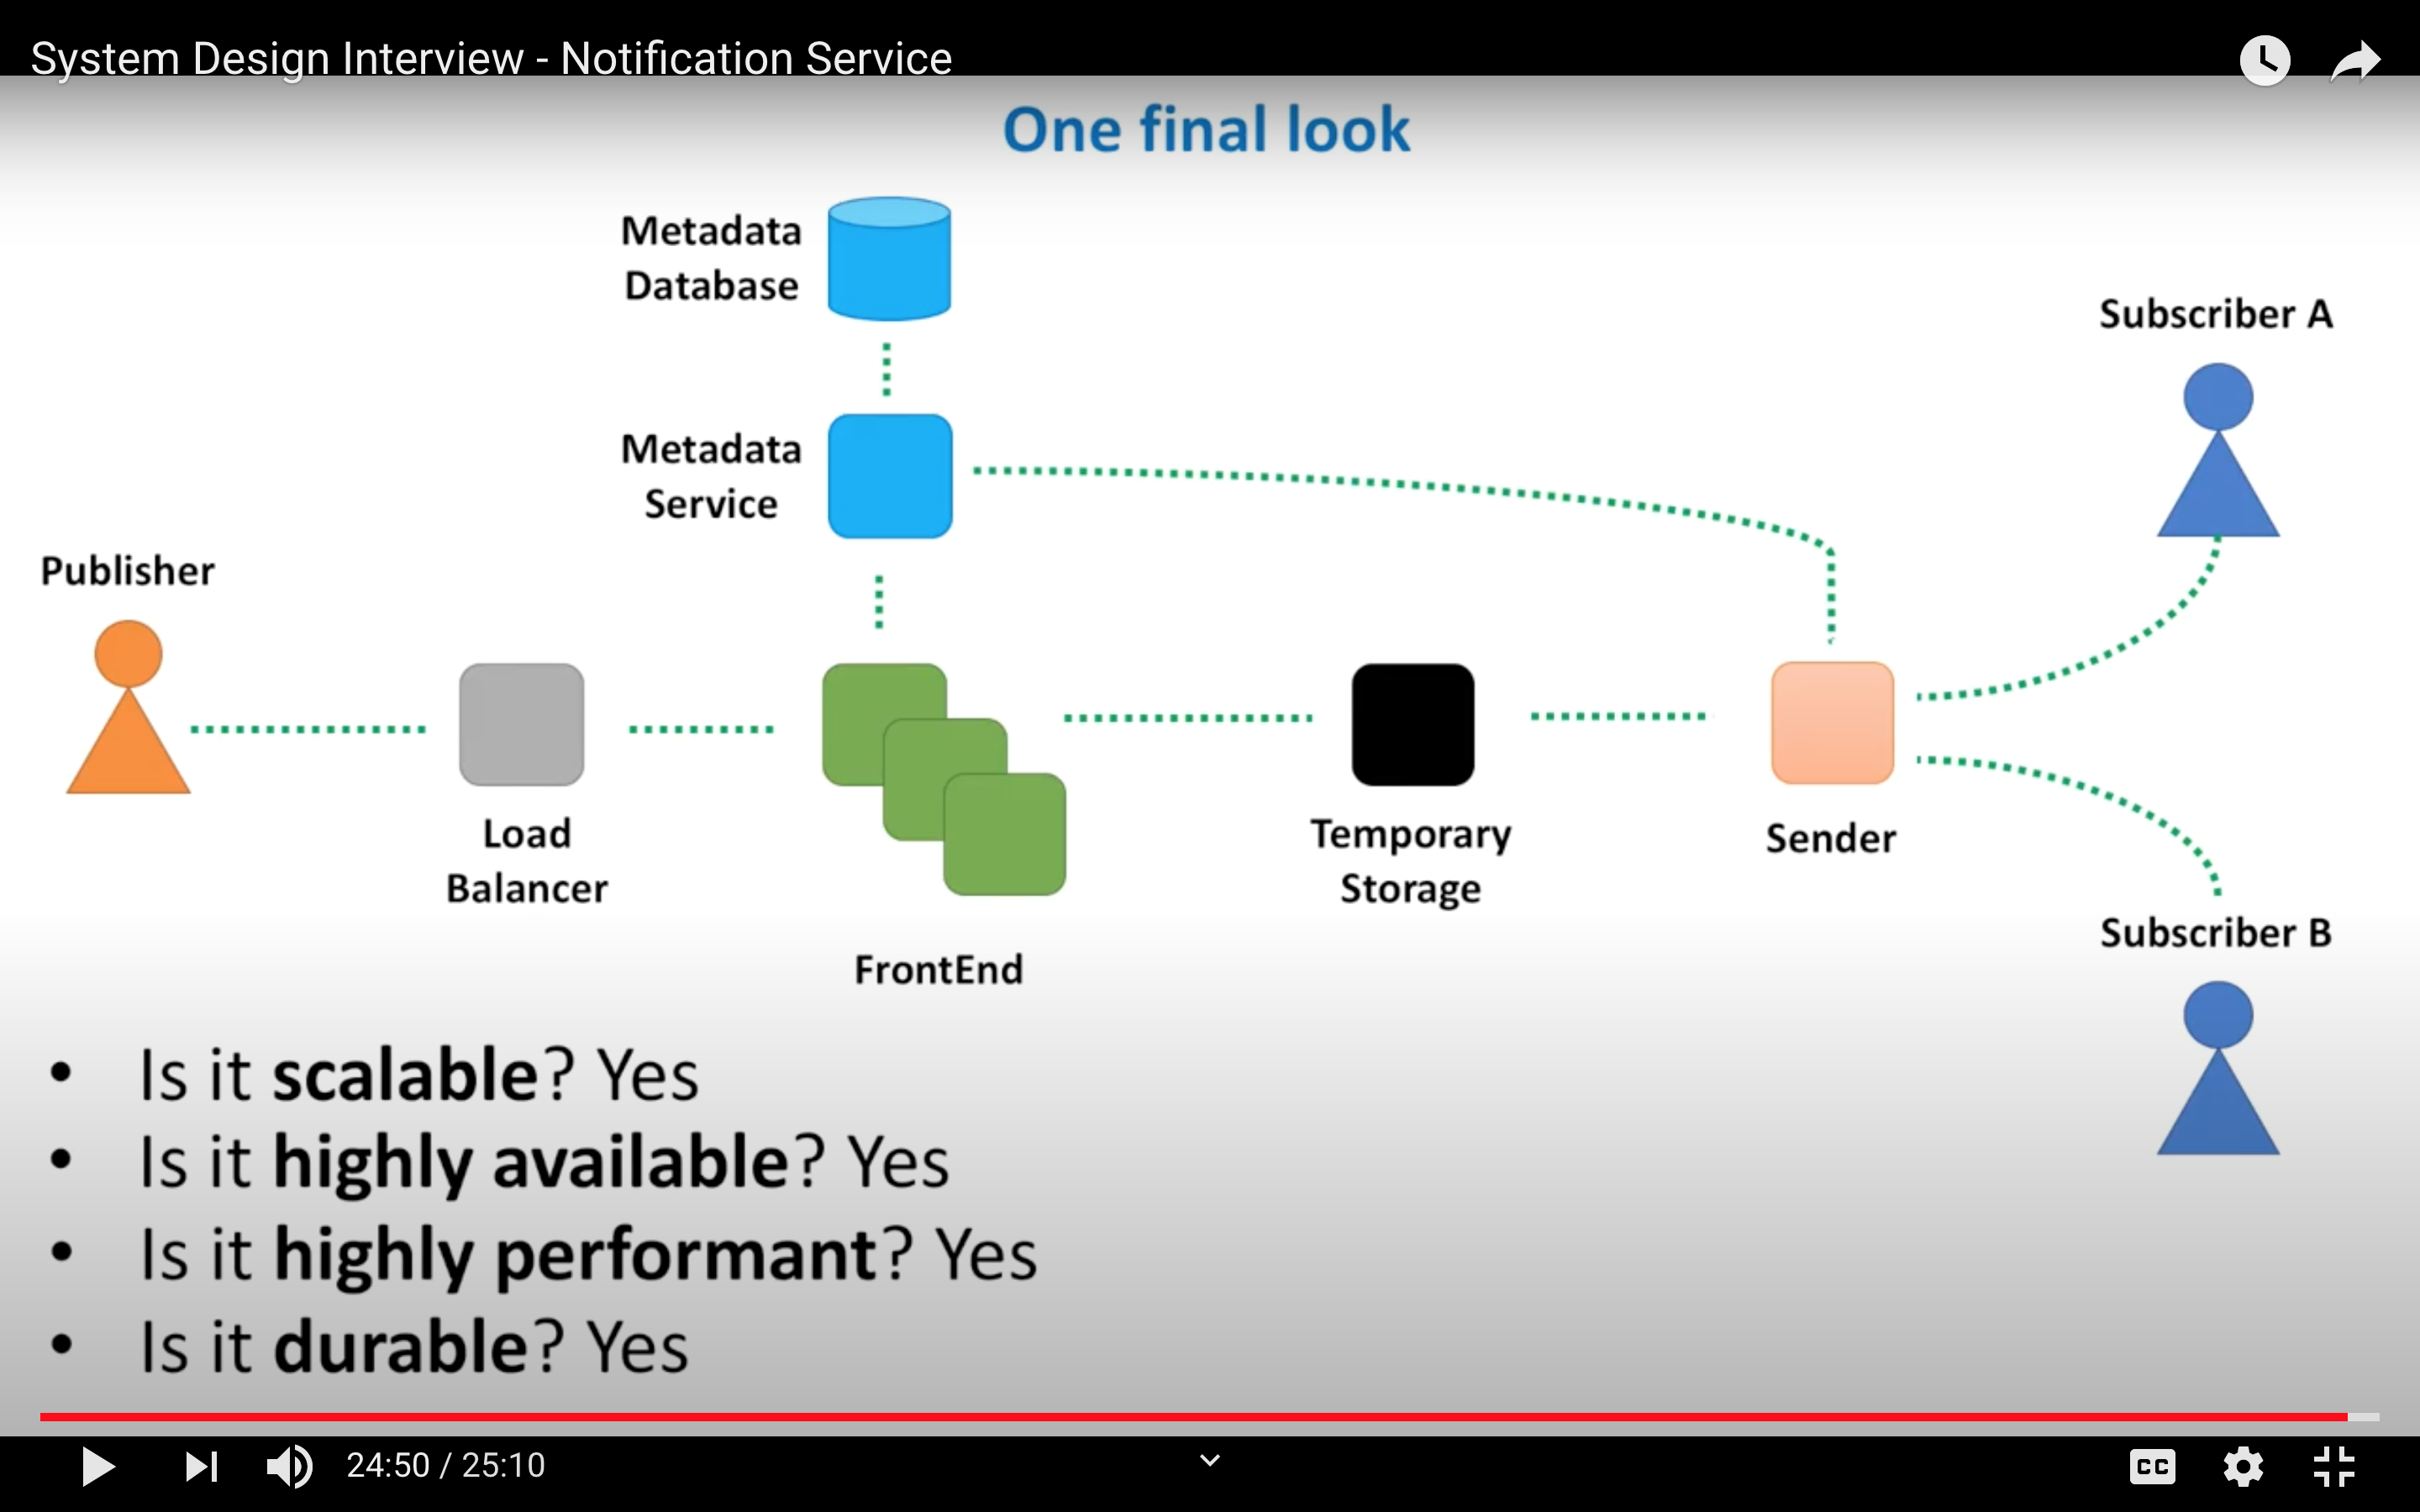 System Design Interview - Notification Service
One final look
Metadata
Database
Subscriber A
Metadata
Service
Publisher
Load
Balancer
Temporary
Storage
Sender
Subscriber B
FrontEnd
• Is it scalable? Yes
• Is it highly available? Yes
• Is it highly performant? Yes
• Is it durable? Yes
24:50 / 25:10
CC